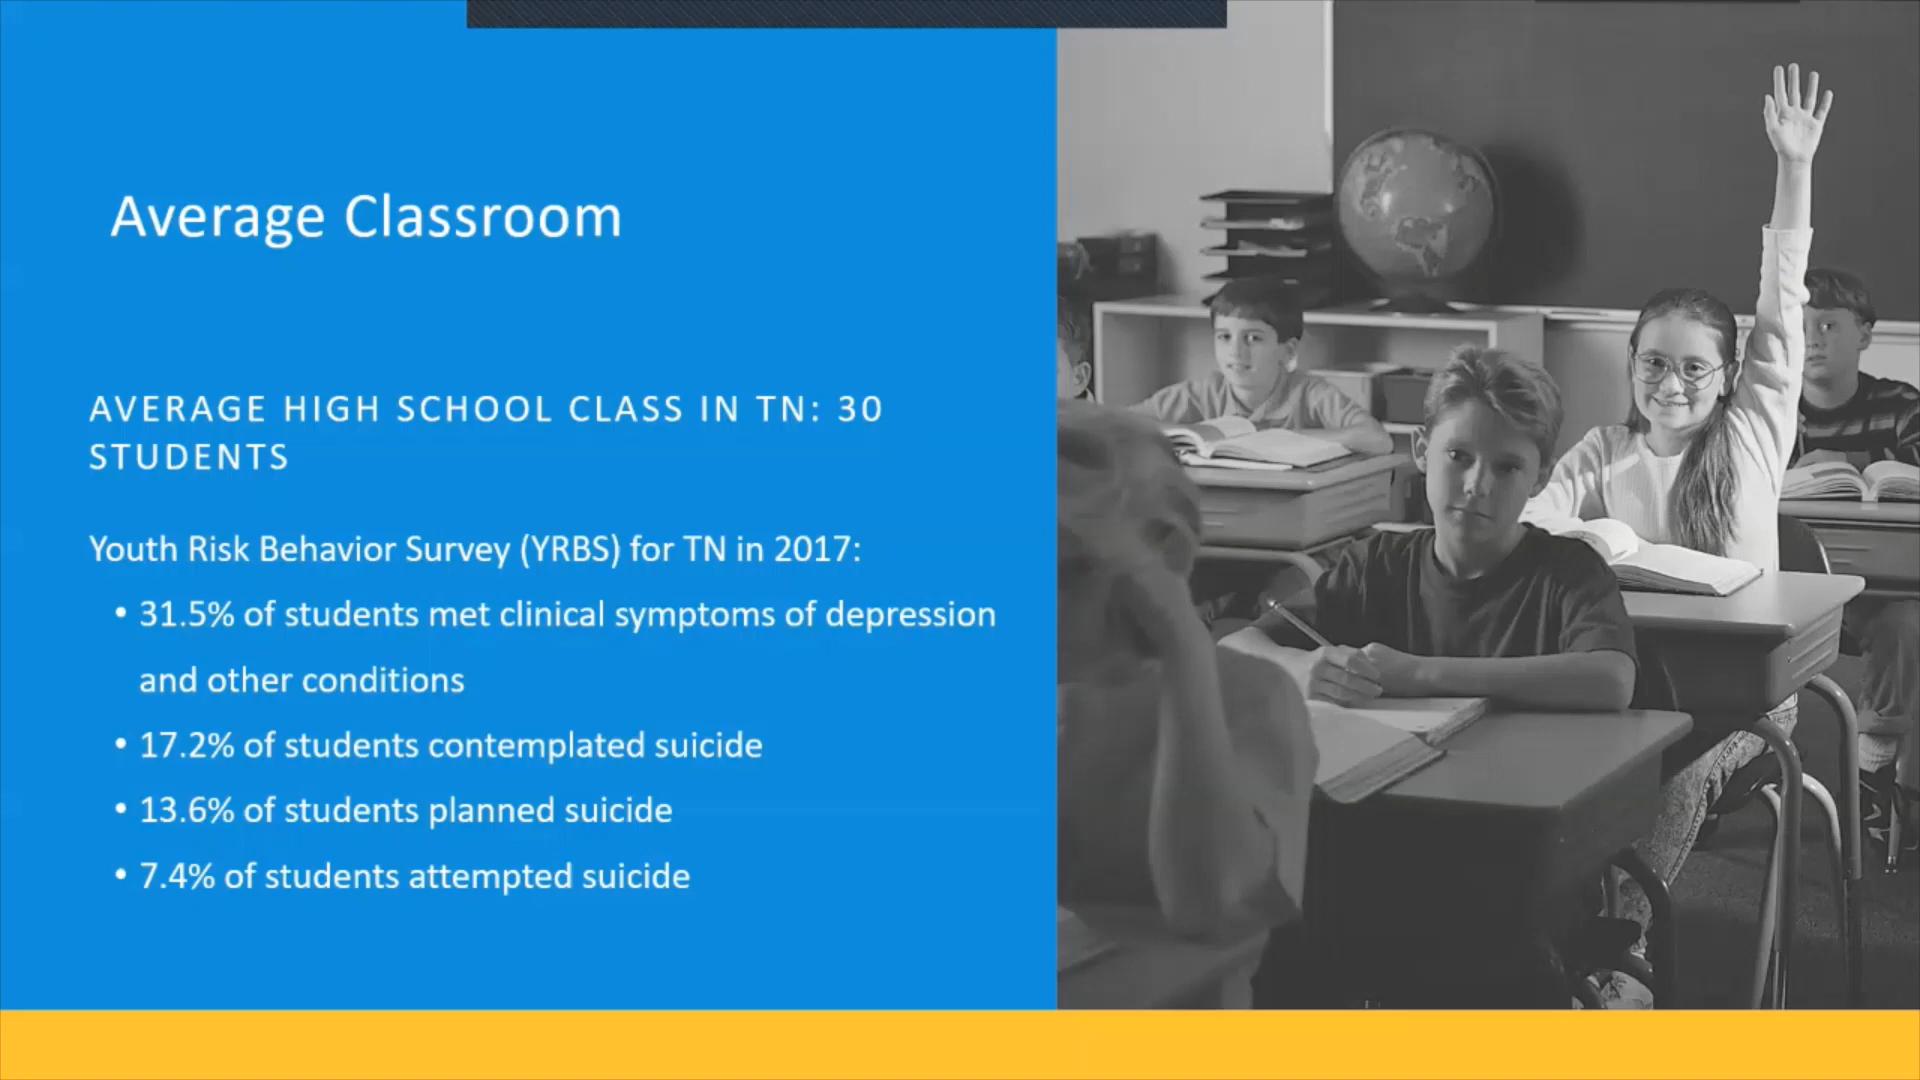 Average Classroom
AVERAGE HIGH SCHOOL CLASS IN TN: 30
STUDENTS
Youth Risk Behavior Survey (YRBS) for TN in 2017:
• 31.5% of students met clinical symptoms of depression
and other conditions
• 17.2% of students contemplated suicide
• 13.6% of students planned suicide
• 7.4% of students attempted suicide